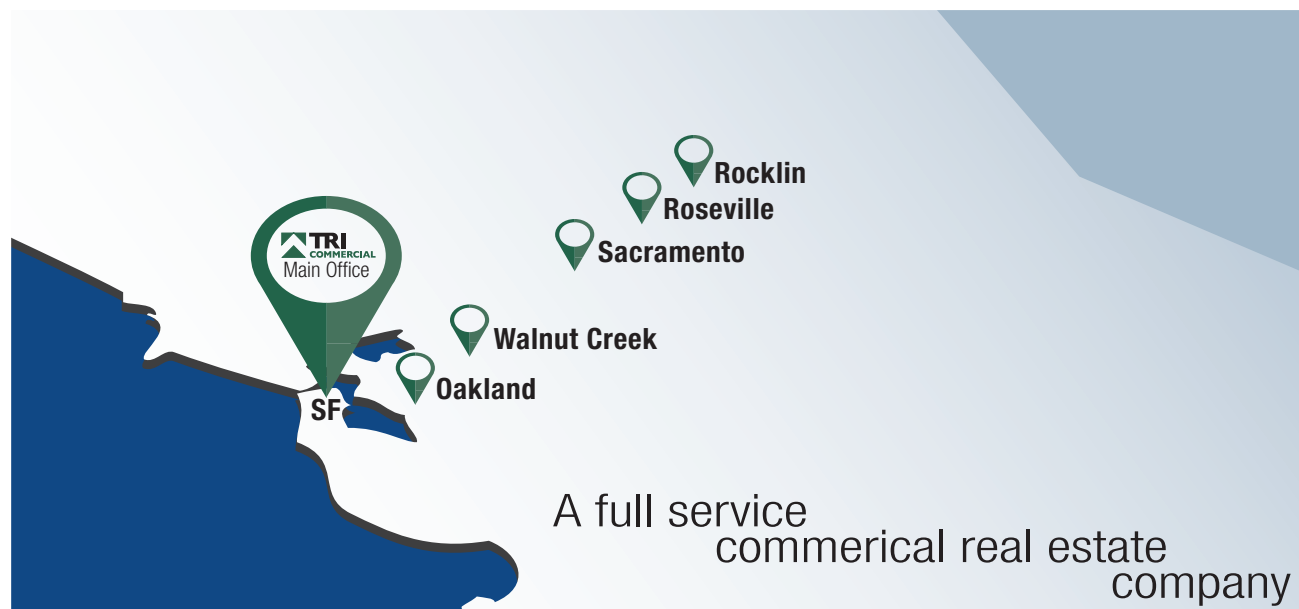 Rocklin
Roseville
TRI
COMMERCIAL
Main Office
Sacramento
Walnut Creek
Oakland
SF
A full service
commerical real estate
company